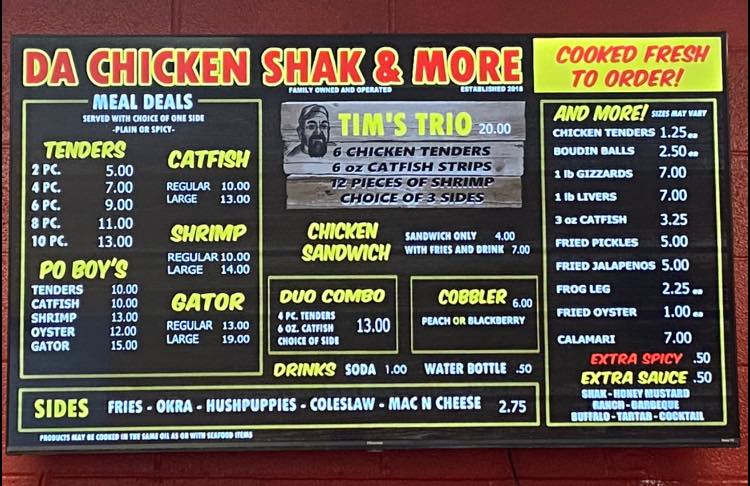 DA CHICKEN SHAK & MORE
FAMILY OWNED AND OPERATED ESTABLISHED 2018
COOKED FRESH
TO ORDER!
MEAL DEALS
SERVED WITH CHOICE OF ONE SIDE
-PLAIN OR SPICY-
TENDERS
2 PC. 5.00
4 PC. 7.00
6 PC. 9.00
8 PC. 11.00
10 PC. 13.00
PO BOY'S
TENDERS 10.00
CATFISH 10.00
SHRIMP 13.00
OYSTER 12.00
GATOR 15.00
CATFISH
REGULAR 10.00
LARGE 13.00
SHRIMP
REGULAR 10.00
LARGE 14.00
GATOR
REGULAR 13.00
LARGE 19.00
TIM'S TRIO 20.00
6 CHICKEN TENDERS
6 oz CATFISH STRIPS
12 PIECES OF SHRIMP
CHOICE OF 3 SIDES
CHICKEN
SANDWICH
SANDWICH ONLY 4.00
WITH FRIES AND DRINK 7.00
DUO COMBO
4 PC. TENDERS
6 OZ. CATFISH
CHOICE OF SIDE
13.00
COBBLER 6.00
PEACH OR BLACKBERRY
DRINKS SODA 1.00 WATER BOTTLE .50
SIDES FRIES - OKRA - HUSHPUPPIES - COLESLAW - MAC N CHEESE 2.75
PRODUCTS MAY BE COOKED IN THE SAME OIL AS OR WITH SEAFOOD ITEMS
AND MORE! SIZES MAY VARY
CHICKEN TENDERS 1.25 ea
BOUDIN BALLS 2.50 ea
1 lb GIZZARDS 7.00
1 lb LIVERS 7.00
3 oz CATFISH 3.25
FRIED PICKLES 5.00
FRIED JALAPENOS 5.00
FROG LEG 2.25 ea
FRIED OYSTER 1.00 ea
CALAMARI 7.00
EXTRA SPICY .50
EXTRA SAUCE .50
SHAK - HONEY MUSTARD
RANCH - BARBEQUE
BUFFALO - TARTAR - COCKTAIL
Hisense
Roku TV